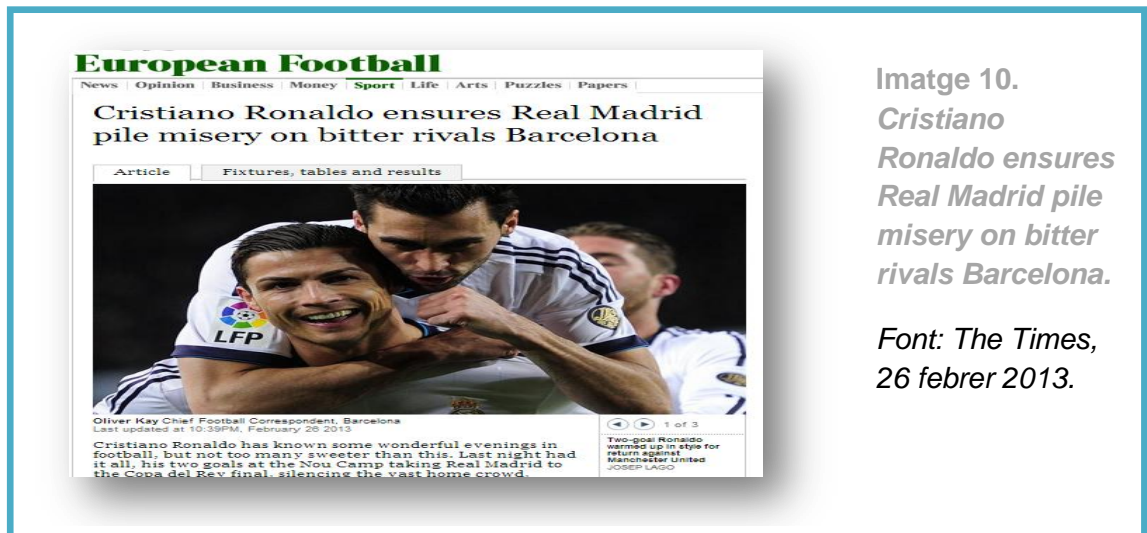 European Football
News | Opinion | Business | Money | Sport | Life | Arts | Puzzles | Papers |
Cristiano Ronaldo ensures Real Madrid
pile misery on bitter rivals Barcelona
Article
Fixtures, tables and results
LFP
Oliver Kay Chief Football Correspondent, Barcelona
Last updated at 10:39PM, February 26 2013
Cristiano Ronaldo has known some wonderful evenings in
football, but not too many sweeter than this. Last night had
it all, his two goals at the Nou Camp taking Real Madrid to
the Copa del Rey final, silencing the vast home crowd,
1 of 3
Two-goal Ronaldo
warmed up in style for
return against
Manchester United
JOSEP LAGO
Imatge 10.
Cristiano
Ronaldo ensures
Real Madrid pile
misery on bitter
rivals Barcelona.
Font: The Times,
26 febrer 2013.